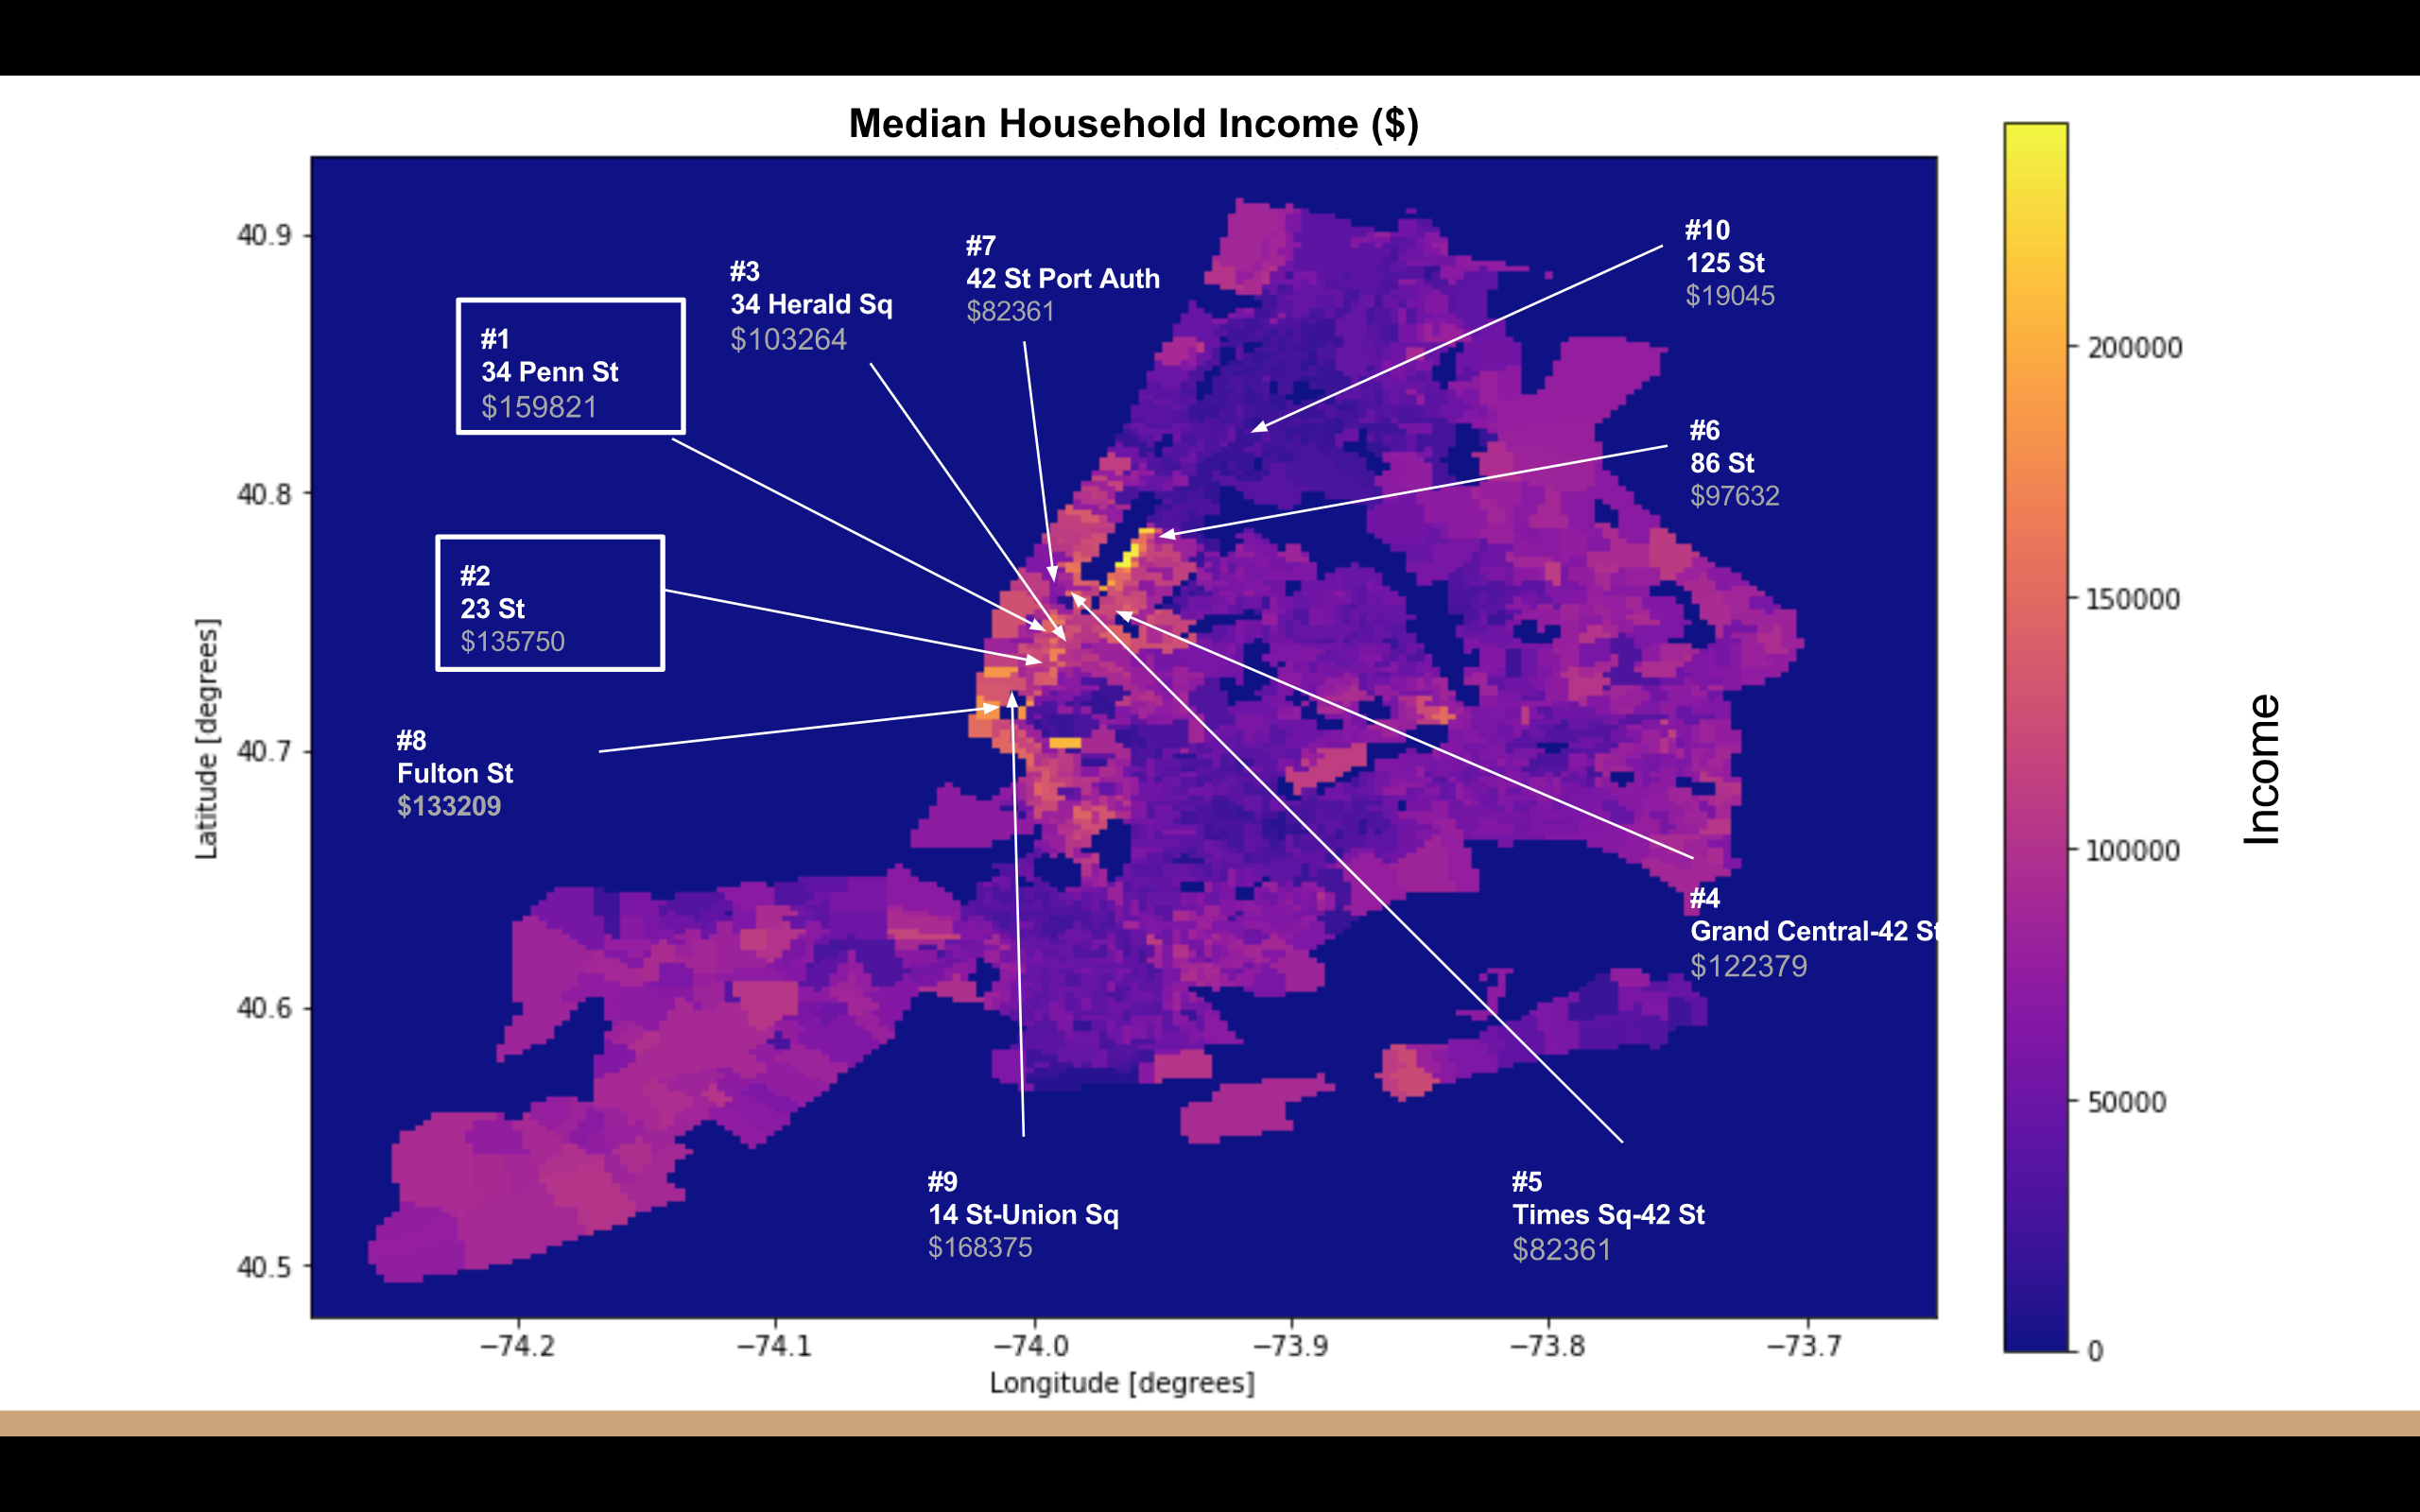 Median Household Income ($)
#1
34 Penn St
$159821
#3
34 Herald Sq
$103264
#7
42 St Port Auth
$82361
#10
125 St
$19045
#6
86 St
$97632
#2
23 St
$135750
#8
Fulton St
$133209
#4
Grand Central-42 St
$122379
#9
14 St-Union Sq
$168375
#5
Times Sq-42 St
$82361
40.9
40.8
40.7
40.6
40.5
Latitude [degrees]
−74.2
−74.1
−74.0
−73.9
−73.8
−73.7
Longitude [degrees]
200000
150000
100000
50000
0
Income